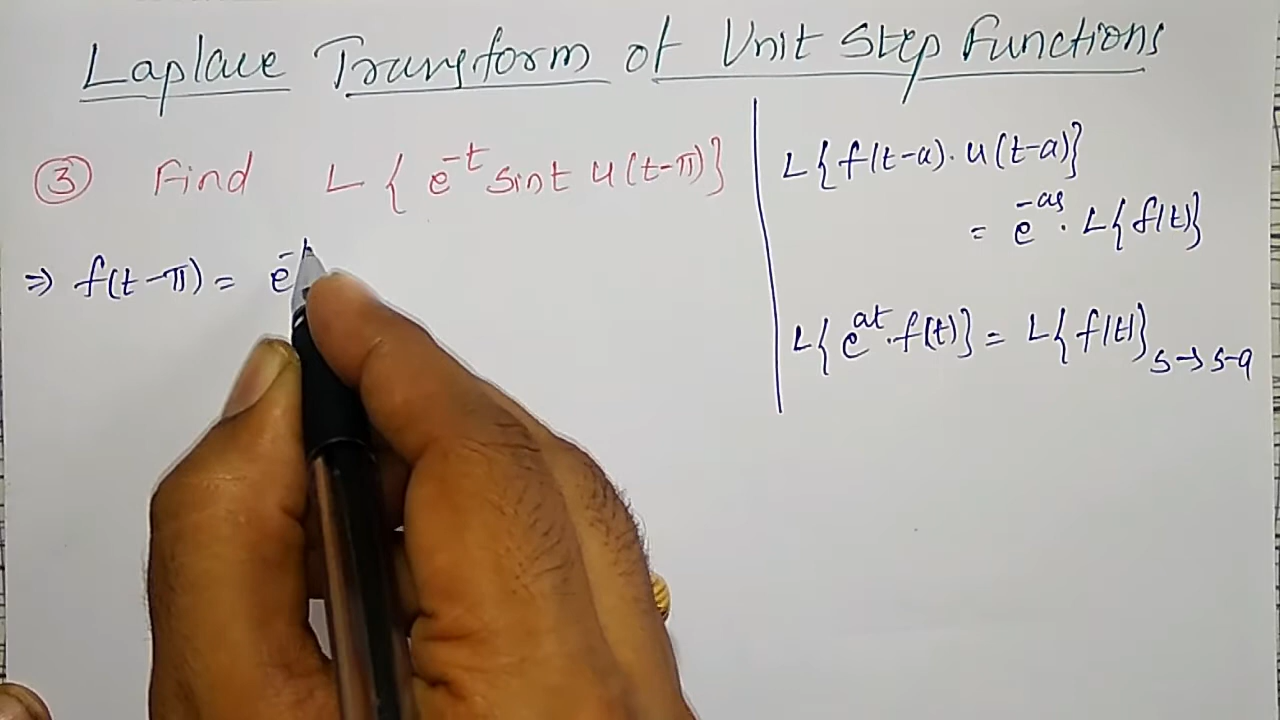 Laplace Transform of Unit Step Functions
③ Find L{ e^-t sint u(t-π)}
⇒ f(t-π) = e^-
L{f(t-a). u(t-a)}
= e^-as . L{f(t)}
L{e^at . f(t)} = L{f(t)} s→s-a